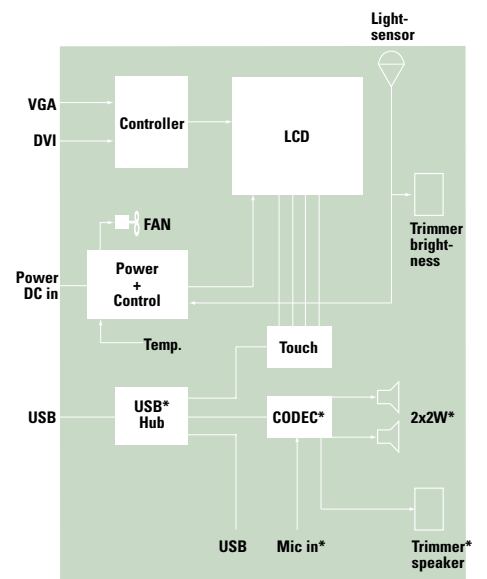 Light-
sensor
VGA
DVI
Controller
LCD
FAN
Trimmer
bright-
ness
Power
DC in
Power
+
Control
Temp.
Touch
USB
USB*
Hub
CODEC*
2x2W*
USB
Mic in*
Trimmer*
speaker